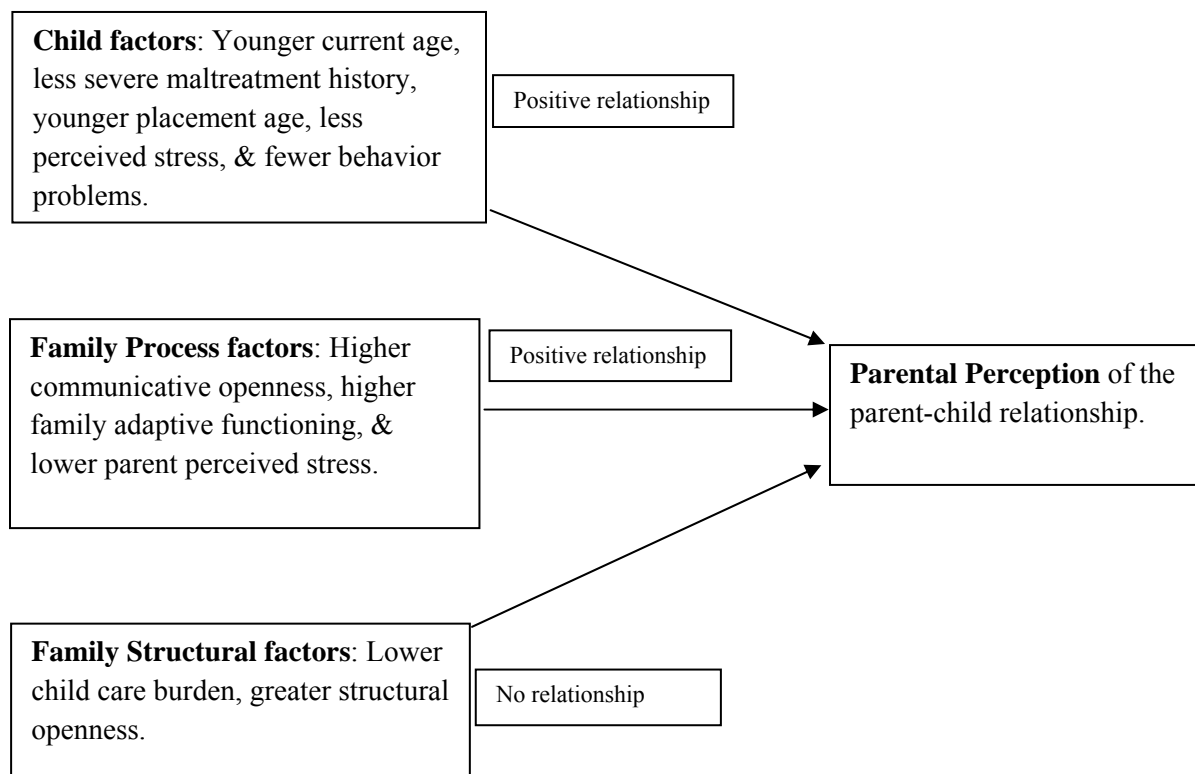 Child factors: Younger current age,
less severe maltreatment history,
younger placement age, less
perceived stress, & fewer behavior
problems.
Positive relationship
Family Process factors: Higher
communicative openness, higher
family adaptive functioning, &
lower parent perceived stress.
Positive relationship
Parental Perception of the
parent-child relationship.
Family Structural factors: Lower
child care burden, greater structural
openness.
No relationship